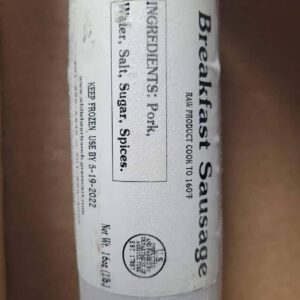 Breakfast Sausage
RAW PRODUCT COOK TO 160°F
INGREDIENTS: Pork,
Water, Salt, Sugar, Spices.
KEEP FROZEN USE BY 5-19-2022
Net Wt. 16oz (1lb.)
U.S.